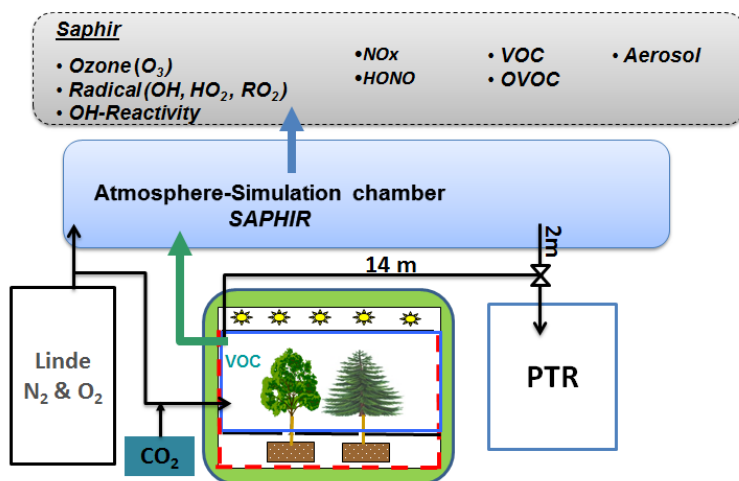 Saphir
• Ozone (O₃)
• Radical (OH, HO₂, RO₂)
• OH-Reactivity
•NOx
•HONO
• VOC
• OVOC
• Aerosol
Atmosphere-Simulation chamber
SAPHIR
2m
14 m
Linde
N₂ & O₂
VOC
PTR
CO₂